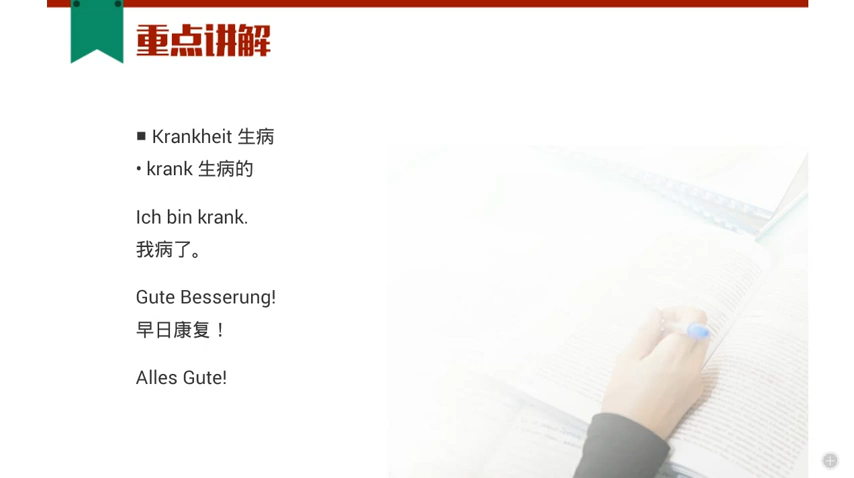 重点讲解
■ Krankheit 生病
• krank 生病的
Ich bin krank.
我病了。
Gute Besserung!
早日康复！
Alles Gute!